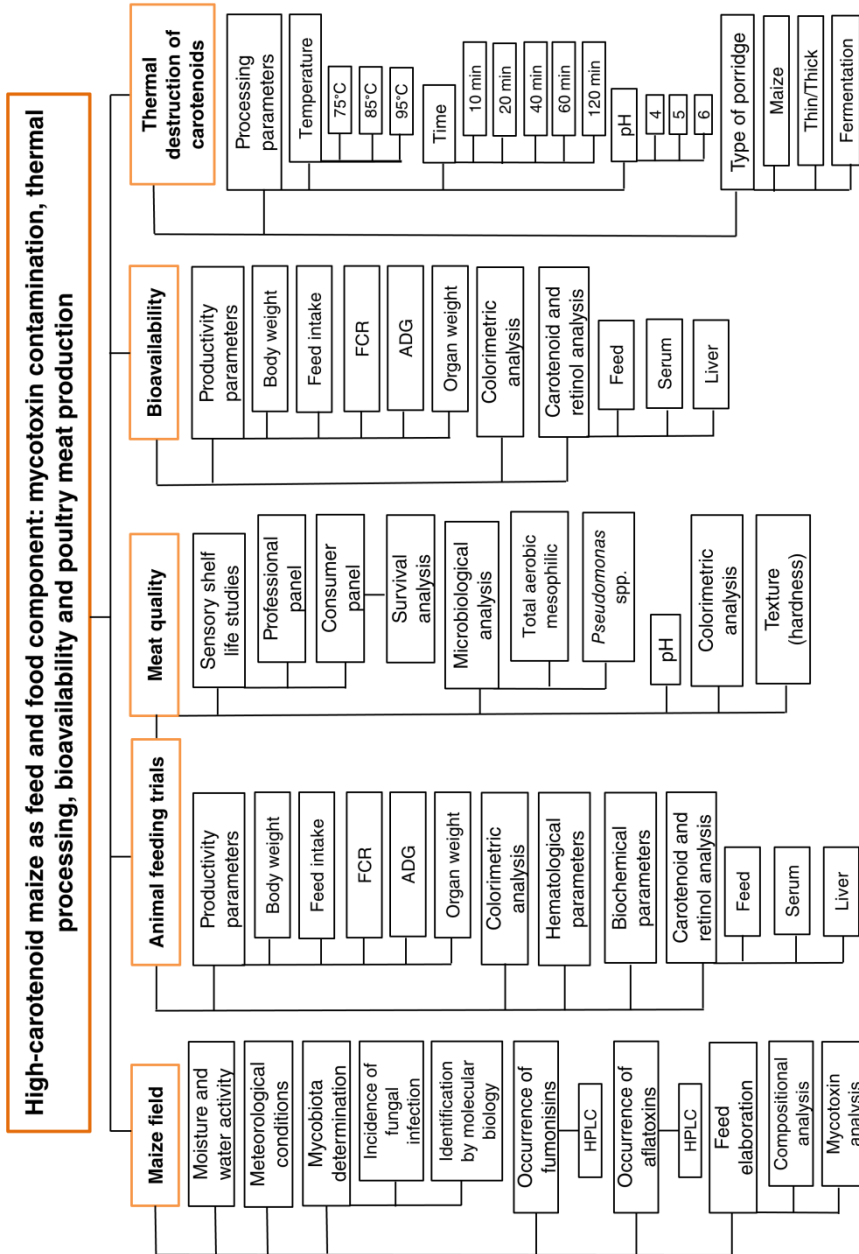 High-carotenoid maize as feed and food component: mycotoxin contamination, thermal
processing, bioavailability and poultry meat production
Maize field
Moisture and
water activity
Meteorological
conditions
Mycobiota
determination
Incidence of
fungal
infection
Identification
by molecular
biology
Occurrence of
fumonisins
HPLC
Occurrence of
aflatoxins
HPLC
Feed
elaboration
Compositional
analysis
Mycotoxin
analysis
Animal feeding trials
Productivity
parameters
Body weight
Feed intake
FCR
ADG
Organ weight
Colorimetric
analysis
Hematological
parameters
Biochemical
parameters
Carotenoid and
retinol analysis
Feed
Serum
Liver
Meat quality
Sensory shelf
life studies
Professional
panel
Consumer
panel
Survival
analysis
Microbiological
analysis
Total aerobic
mesophilic
Pseudomonas
spp.
pH
Colorimetric
analysis
Texture
(hardness)
Bioavailability
Productivity
parameters
Body weight
Feed intake
FCR
ADG
Organ weight
Colorimetric
analysis
Carotenoid and
retinol analysis
Feed
Serum
Liver
Thermal
destruction of
carotenoids
Processing
parameters
Temperature
75°C
85°C
95°C
Time
10 min
20 min
40 min
60 min
120 min
pH
4
5
6
Type of porridge
Maize
Thin/Thick
Fermentation